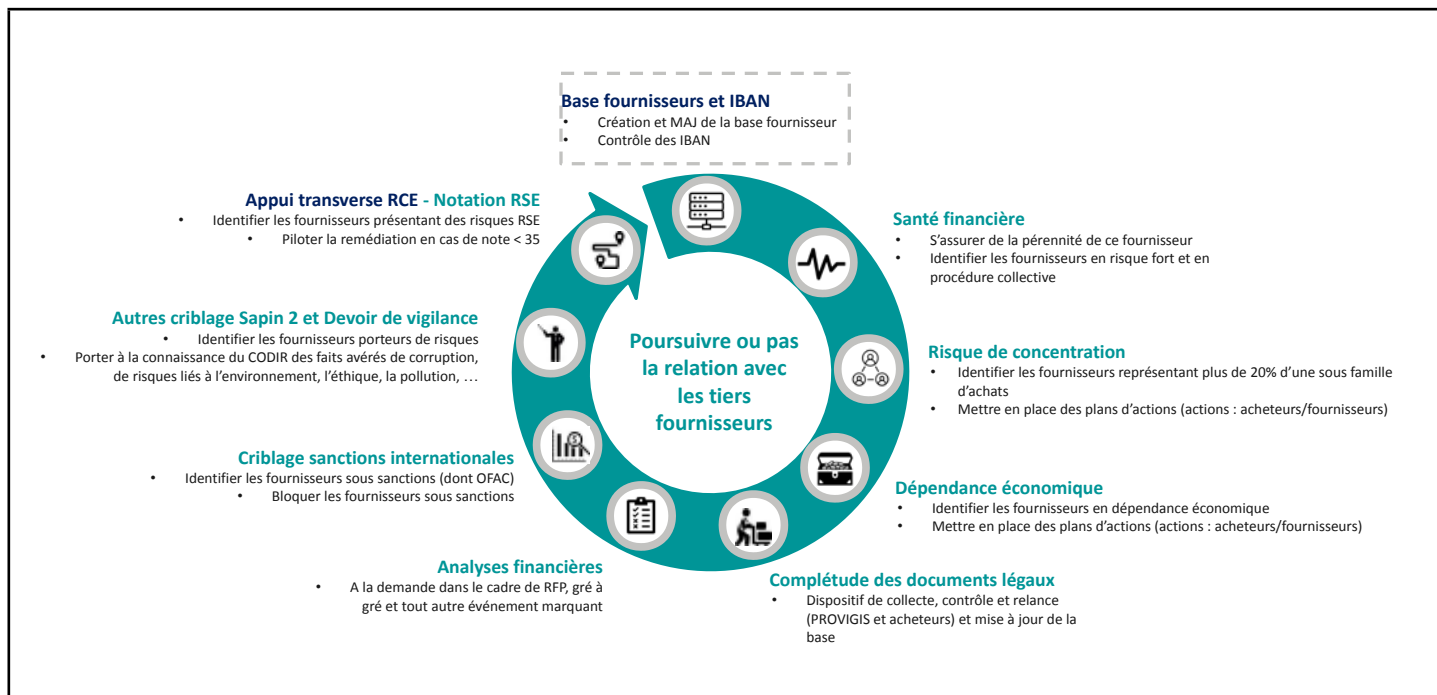 Base fournisseurs et IBAN
• Création et MAJ de la base fournisseur
• Contrôle des IBAN
Appui transverse RCE - Notation RSE
• Identifier les fournisseurs présentant des risques RSE
• Piloter la remédiation en cas de note < 35
Santé financière
• S'assurer de la pérennité de ce fournisseur
• Identifier les fournisseurs en risque fort et en
procédure collective
Autres criblage Sapin 2 et Devoir de vigilance
• Identifier les fournisseurs porteurs de risques
• Porter à la connaissance du CODIR des faits avérés de corruption,
de risques liés à l'environnement, l'éthique, la pollution, …
Poursuivre ou pas
la relation avec
les tiers
fournisseurs
Risque de concentration
• Identifier les fournisseurs représentant plus de 20% d'une sous famille
d'achats
• Mettre en place des plans d'actions (actions : acheteurs/fournisseurs)
Criblage sanctions internationales
• Identifier les fournisseurs sous sanctions (dont OFAC)
• Bloquer les fournisseurs sous sanctions
Dépendance économique
• Identifier les fournisseurs en dépendance économique
• Mettre en place des plans d'actions (actions : acheteurs/fournisseurs)
Analyses financières
• A la demande dans le cadre de RFP, gré à
gré et tout autre événement marquant
Complétude des documents légaux
• Dispositif de collecte, contrôle et relance
(PROVIGIS et acheteurs) et mise à jour de la
base